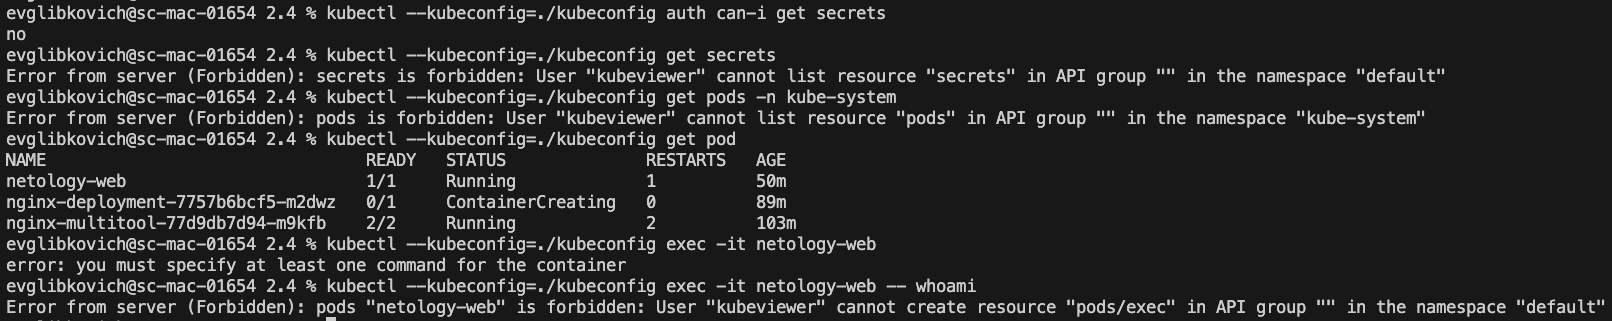 evglibkovich@sc-mac-01654 2.4 % kubectl --kubeconfig=./kubeconfig auth can-i get secrets
no
evglibkovich@sc-mac-01654 2.4 % kubectl --kubeconfig=./kubeconfig get secrets
Error from server (Forbidden): secrets is forbidden: User "kubeviewer" cannot list resource "secrets" in API group "" in the namespace "default"
evglibkovich@sc-mac-01654 2.4 % kubectl --kubeconfig=./kubeconfig get pods -n kube-system
Error from server (Forbidden): pods is forbidden: User "kubeviewer" cannot list resource "pods" in API group "" in the namespace "kube-system"
evglibkovich@sc-mac-01654 2.4 % kubectl --kubeconfig=./kubeconfig get pod
NAME                                READY   STATUS              RESTARTS   AGE
netology-web                        1/1     Running             1          50m
nginx-deployment-7757b6bcf5-m2dwz   0/1     ContainerCreating   0          89m
nginx-multitool-77d9db7d94-m9kfb    2/2     Running             2          103m
evglibkovich@sc-mac-01654 2.4 % kubectl --kubeconfig=./kubeconfig exec -it netology-web
error: you must specify at least one command for the container
evglibkovich@sc-mac-01654 2.4 % kubectl --kubeconfig=./kubeconfig exec -it netology-web -- whoami
Error from server (Forbidden): pods "netology-web" is forbidden: User "kubeviewer" cannot create resource "pods/exec" in API group "" in the namespace "default"